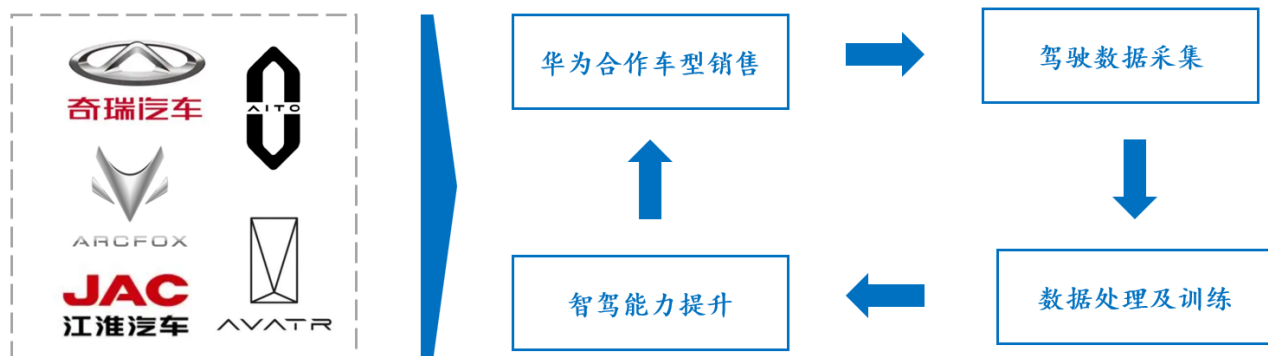 奇瑞汽车
AITO
ARCFOX
JAC
江淮汽车
AVATR
华为合作车型销售
驾驶数据采集
智驾能力提升
数据处理及训练